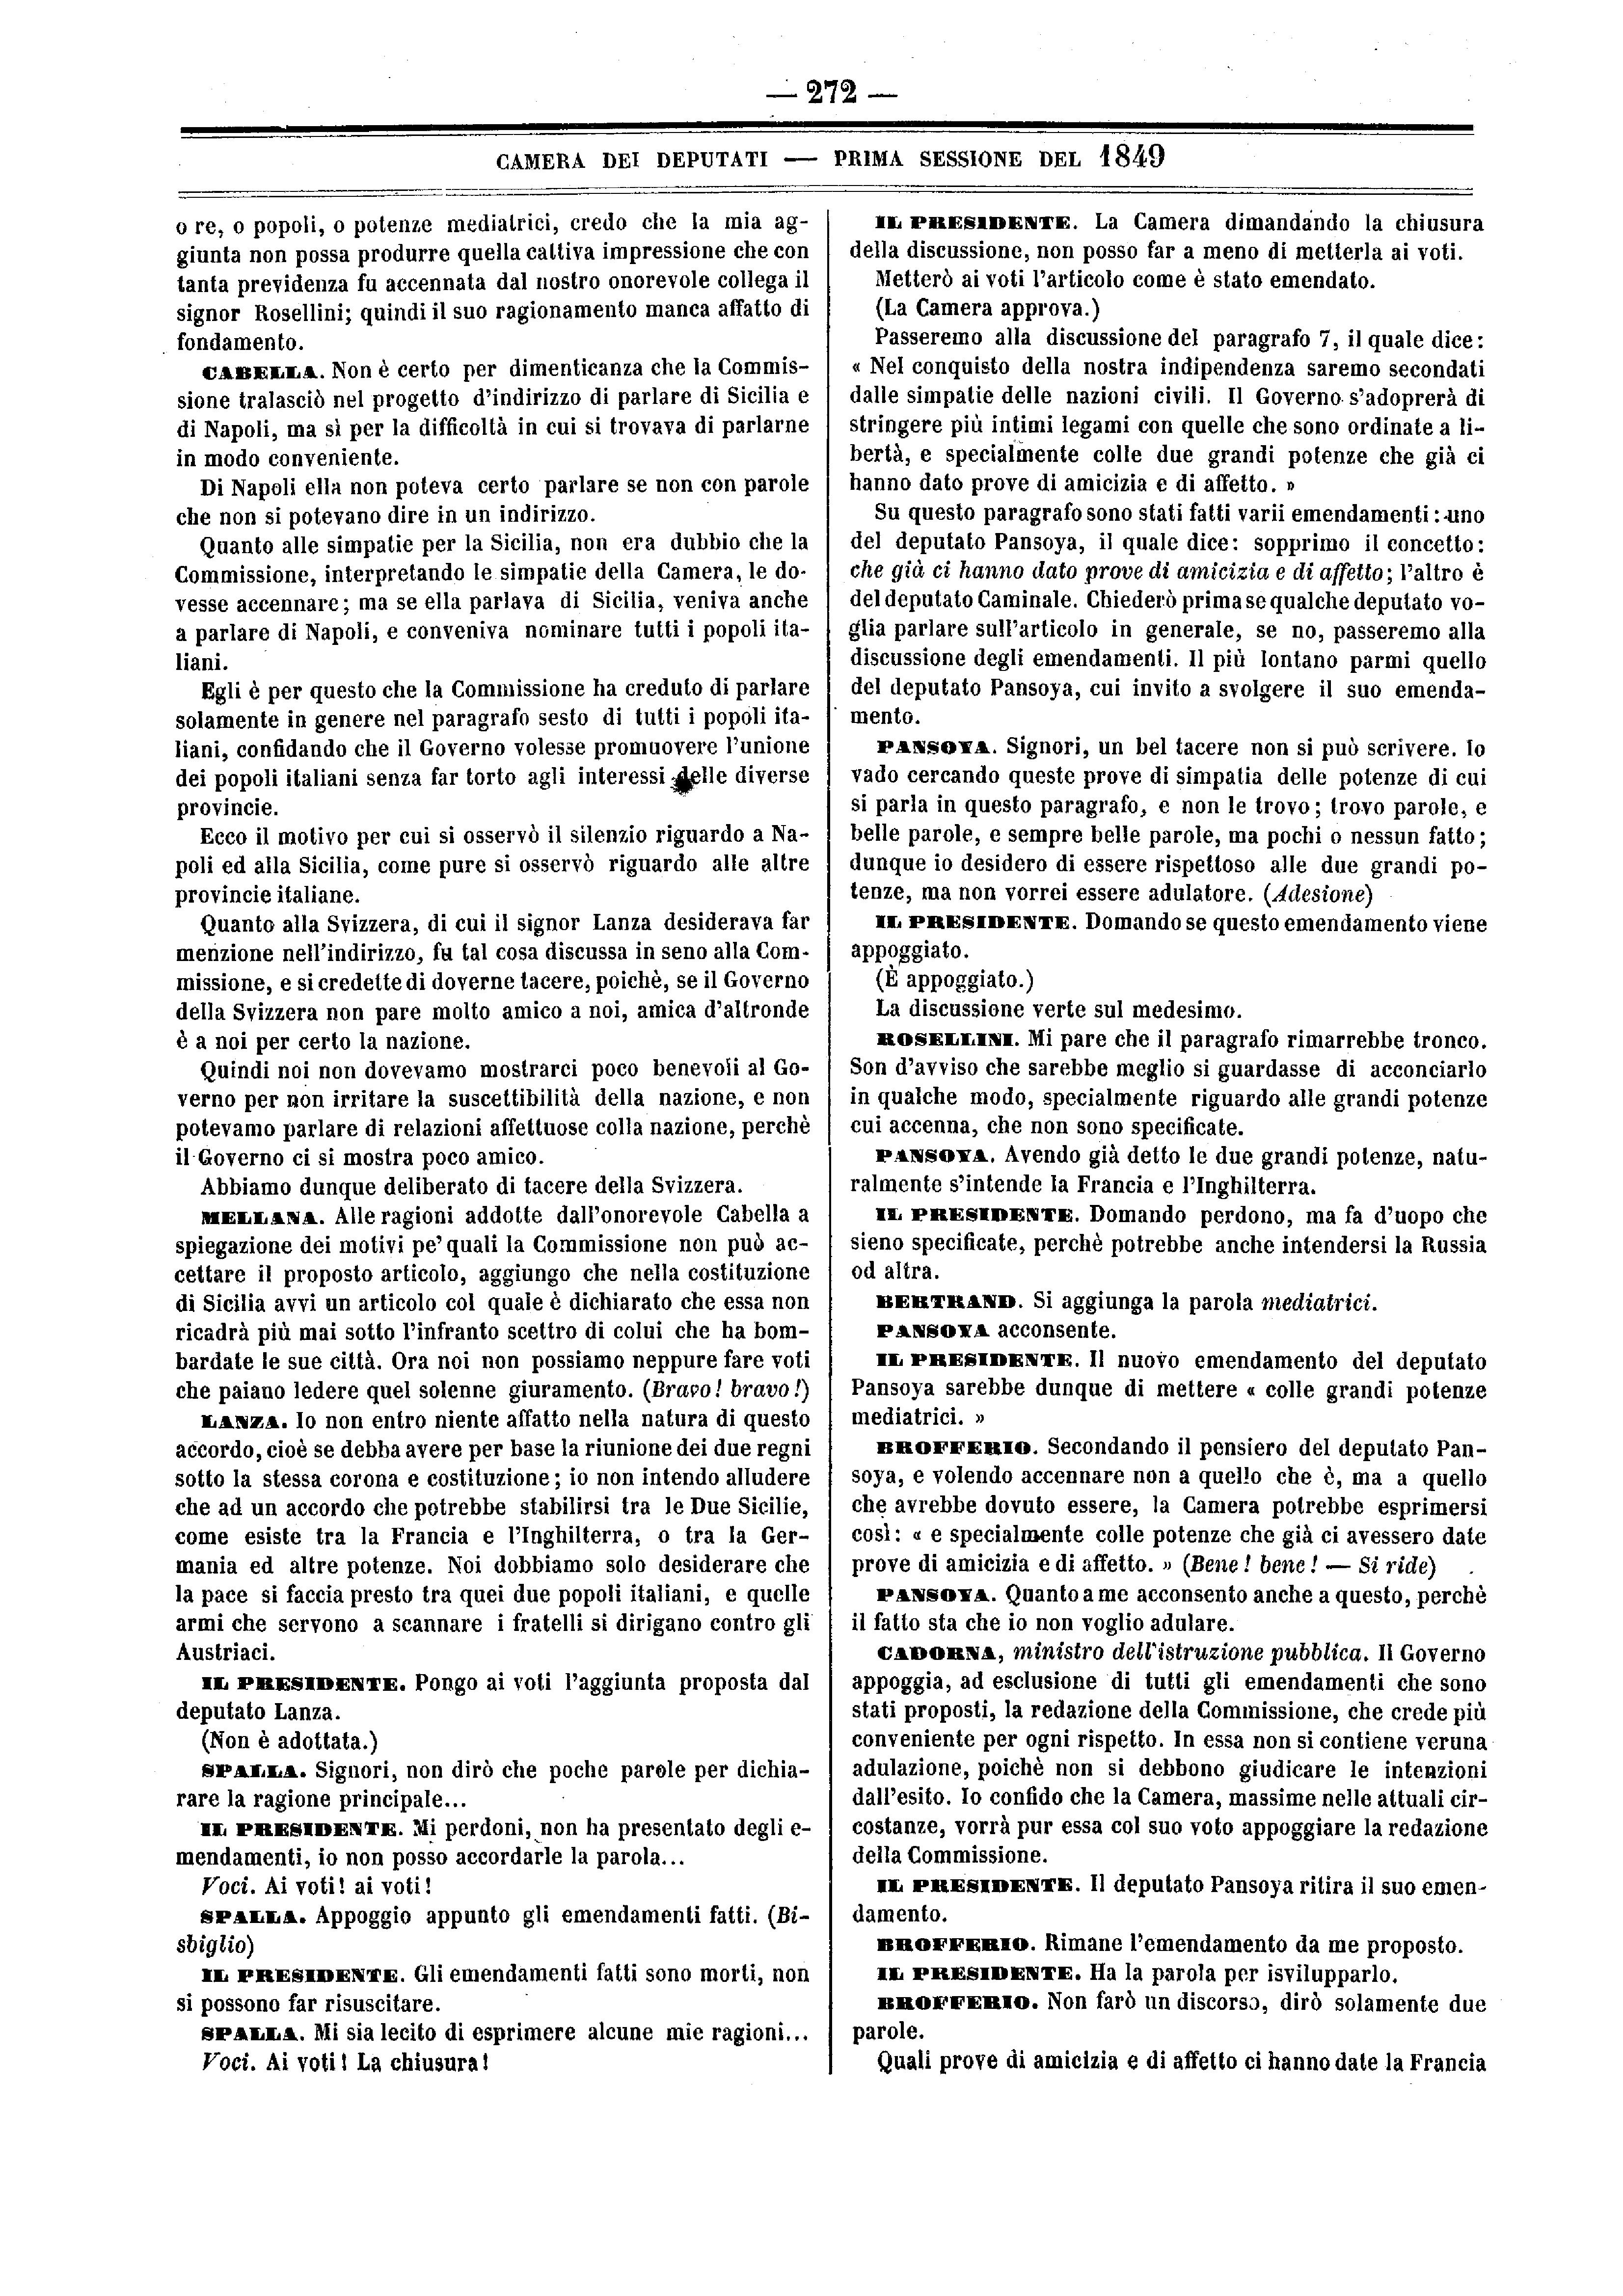 — 272 —
CAMERA DEI DEPUTATI — PRIMA SESSIONE DEL 1849
o re, o popoli, o potenze mediatrici, credo che la mia ag-
giunta non possa produrre quella cattiva impressione che con
tanta previdenza fu accennata dal nostro onorevole collega il
signor Rosellini; quindi il suo ragionamento manca affatto di
fondamento.
CABELLA. Non è certo per dimenticanza che la Commis-
sione tralasciò nel progetto d'indirizzo di parlare di Sicilia e
di Napoli, ma sì per la difficoltà in cui si trovava di parlarne
in modo conveniente.
Di Napoli ella non poteva certo parlare se non con parole
che non si potevano dire in un indirizzo.
Quanto alle simpatie per la Sicilia, non era dubbio che la
Commissione, interpretando le simpatie della Camera, le do-
vesse accennare; ma se ella parlava di Sicilia, veniva anche
a parlare di Napoli, e conveniva nominare tutti i popoli ita-
liani.
Egli è per questo che la Commissione ha creduto di parlare
solamente in genere nel paragrafo sesto di tutti i popoli ita-
liani, confidando che il Governo volesse promuovere l'unione
dei popoli italiani senza far torto agli interessi delle diverse
provincie.
Ecco il motivo per cui si osservò il silenzio riguardo a Na-
poli ed alla Sicilia, come pure si osservò riguardo alle altre
provincie italiane.
Quanto alla Svizzera, di cui il signor Lanza desiderava far
menzione nell'indirizzo, fu tal cosa discussa in seno alla Com-
missione, e si credette di doverne tacere, poichè, se il Governo
della Svizzera non pare molto amico a noi, amica d'altronde
è a noi per certo la nazione.
Quindi noi non dovevamo mostrarci poco benevoli al Go-
verno per non irritare la suscettibilità della nazione, e non
potevamo parlare di relazioni affettuose colla nazione, perchè
il Governo ci si mostra poco amico.
Abbiamo dunque deliberato di tacere della Svizzera.
MELLANA. Alle ragioni addotte dall'onorevole Cabella a
spiegazione dei motivi pe' quali la Commissione non può ac-
cettare il proposto articolo, aggiungo che nella costituzione
di Sicilia avvi un articolo col quale è dichiarato che essa non
ricadrà più mai sotto l'infranto scettro di colui che ha bom-
bardate le sue città. Ora noi non possiamo neppure fare voti
che paiano ledere quel solenne giuramento. (Bravo! bravo!)
LANZA. Io non entro niente affatto nella natura di questo
accordo, cioè se debba avere per base la riunione dei due regni
sotto la stessa corona e costituzione; io non intendo alludere
che ad un accordo che potrebbe stabilirsi tra le Due Sicilie,
come esiste tra la Francia e l'Inghilterra, o tra la Ger-
mania ed altre potenze. Noi dobbiamo solo desiderare che
la pace si faccia presto tra quei due popoli italiani, e quelle
armi che servono a scannare i fratelli si dirigano contro gli
Austriaci.
IL PRESIDENTE. Pongo ai voti l'aggiunta proposta dal
deputato Lanza.
(Non è adottata.)
SPALLA. Signori, non dirò che poche parole per dichia-
rare la ragione principale...
IL PRESIDENTE. Mi perdoni, non ha presentato degli e-
mendamenti, io non posso accordarle la parola...
Voci. Ai voti! ai voti!
SPALLA. Appoggio appunto gli emendamenti fatti. (Bi-
sbiglio)
IL PRESIDENTE. Gli emendamenti fatti sono morti, non
si possono far risuscitare.
SPALLA. Mi sia lecito di esprimere alcune mie ragioni...
Voci. Ai voti! La chiusura!
IL PRESIDENTE. La Camera dimandando la chiusura
della discussione, non posso far a meno di metterla ai voti.
Metterò ai voti l'articolo come è stato emendato.
(La Camera approva.)
Passeremo alla discussione del paragrafo 7, il quale dice:
« Nel conquisto della nostra indipendenza saremo secondati
dalle simpatie delle nazioni civili. Il Governo s'adoprerà di
stringere più intimi legami con quelle che sono ordinate a li-
bertà, e specialmente colle due grandi potenze che già ci
hanno dato prove di amicizia e di affetto. »
Su questo paragrafo sono stati fatti varii emendamenti: uno
del deputato Pansoya, il quale dice: sopprimo il concetto:
che già ci hanno dato prove di amicizia e di affetto; l'altro è
del deputato Caminale. Chiederò prima se qualche deputato vo-
glia parlare sull'articolo in generale, se no, passeremo alla
discussione degli emendamenti. Il più lontano parmi quello
del deputato Pansoya, cui invito a svolgere il suo emenda-
mento.
PANSOYA. Signori, un bel tacere non si può scrivere. Io
vado cercando queste prove di simpatia delle potenze di cui
si parla in questo paragrafo, e non le trovo; trovo parole, e
belle parole, e sempre belle parole, ma pochi o nessun fatto;
dunque io desidero di essere rispettoso alle due grandi po-
tenze, ma non vorrei essere adulatore. (Adesione)
IL PRESIDENTE. Domando se questo emendamento viene
appoggiato.
(È appoggiato.)
La discussione verte sul medesimo.
ROSELLINI. Mi pare che il paragrafo rimarrebbe tronco.
Son d'avviso che sarebbe meglio si guardasse di acconciarlo
in qualche modo, specialmente riguardo alle grandi potenze
cui accenna, che non sono specificate.
PANSOYA. Avendo già detto le due grandi potenze, natu-
ralmente s'intende la Francia e l'Inghilterra.
IL PRESIDENTE. Domando perdono, ma fa d'uopo che
sieno specificate, perchè potrebbe anche intendersi la Russia
od altra.
BERTRAND. Si aggiunga la parola mediatrici.
PANSOYA acconsente.
IL PRESIDENTE. Il nuovo emendamento del deputato
Pansoya sarebbe dunque di mettere « colle grandi potenze
mediatrici. »
BROFFERIO. Secondando il pensiero del deputato Pan-
soya, e volendo accennare non a quello che è, ma a quello
che avrebbe dovuto essere, la Camera potrebbe esprimersi
così: « e specialmente colle potenze che già ci avessero date
prove di amicizia e di affetto. » (Bene! bene! — Si ride)
PANSOYA. Quanto a me acconsento anche a questo, perchè
il fatto sta che io non voglio adulare.
CADORNA, ministro dell'istruzione pubblica. Il Governo
appoggia, ad esclusione di tutti gli emendamenti che sono
stati proposti, la redazione della Commissione, che crede più
conveniente per ogni rispetto. In essa non si contiene veruna
adulazione, poichè non si debbono giudicare le intenzioni
dall'esito. Io confido che la Camera, massime nelle attuali cir-
costanze, vorrà pur essa col suo voto appoggiare la redazione
della Commissione.
IL PRESIDENTE. Il deputato Pansoya ritira il suo emen-
damento.
BROFFERIO. Rimane l'emendamento da me proposto.
IL PRESIDENTE. Ha la parola per isvilupparlo.
BROFFERIO. Non farò un discorso, dirò solamente due
parole.
Quali prove di amicizia e di affetto ci hanno date la Francia